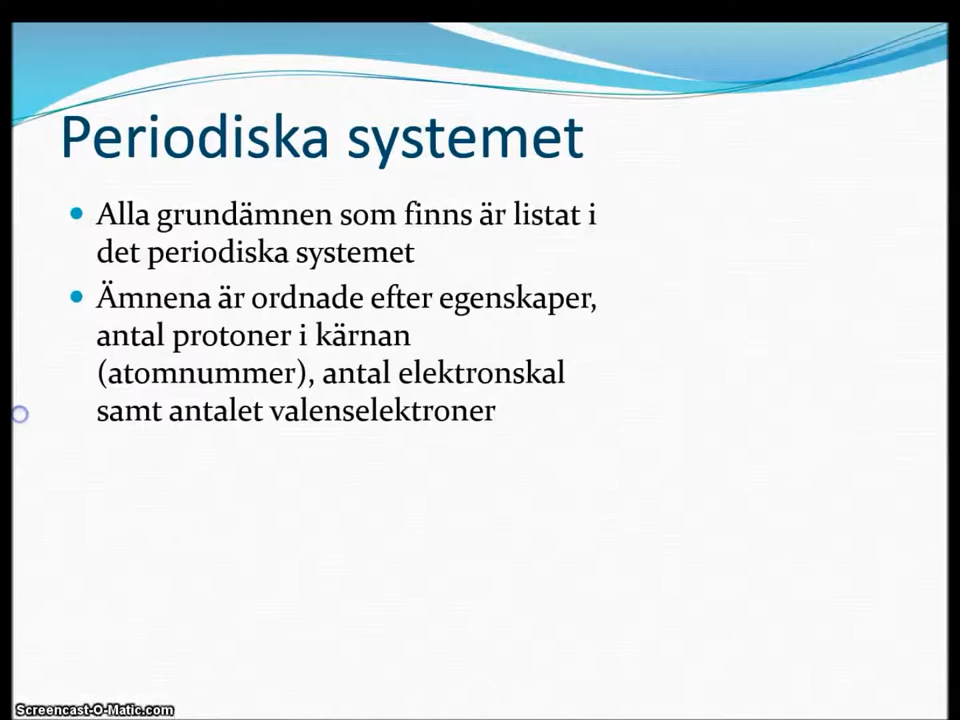 Periodiska systemet
Alla grundämnen som finns är listat i
det periodiska systemet
Ämnena är ordnade efter egenskaper,
antal protoner i kärnan
(atomnummer), antal elektronskal
samt antalet valenselektroner
Screencast-O-Matic.com